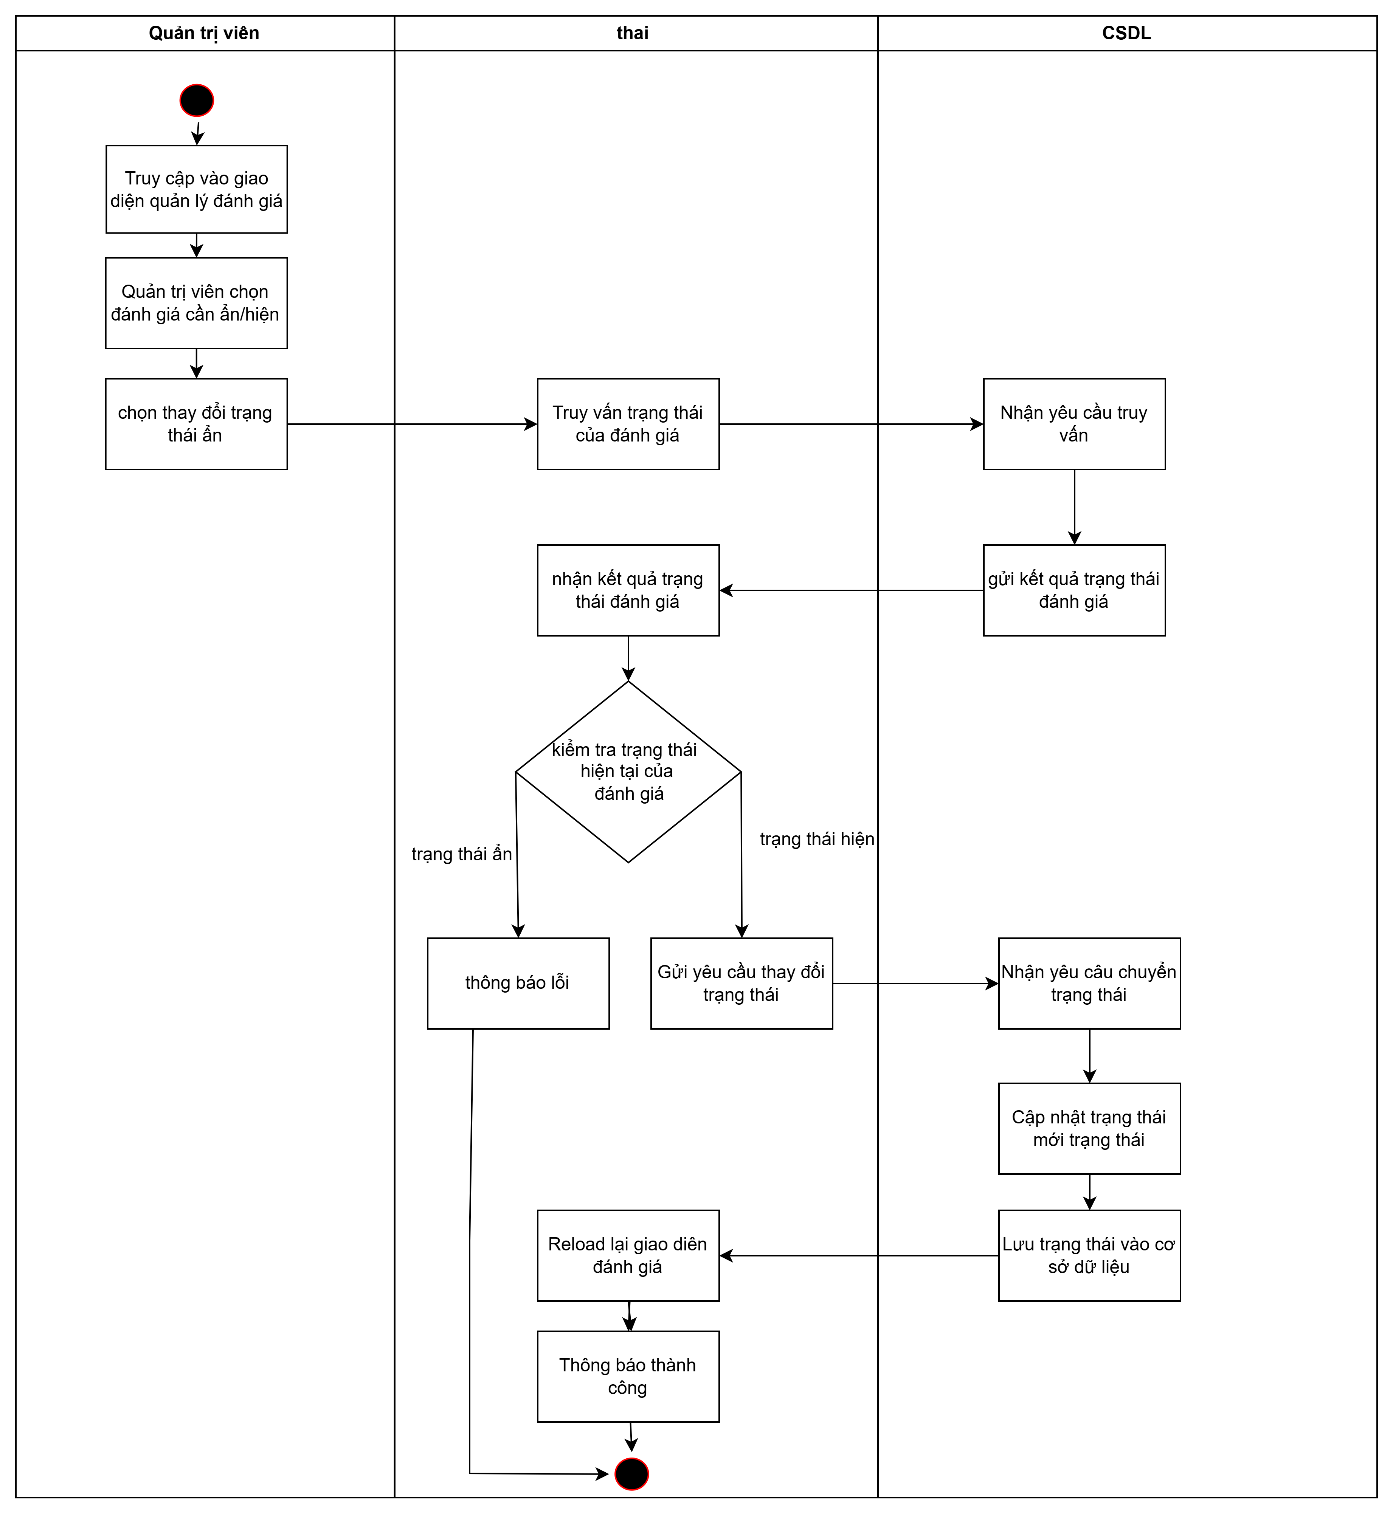 Quản trị viên
thai
CSDL
Truy cập vào giao
diện quản lý đánh giá
Quản trị viên chọn
đánh giá cần ẩn/hiện
chọn thay đổi trạng
thái ẩn
Truy vấn trạng thái
của đánh giá
Nhận yêu cầu truy
vấn
nhận kết quả trạng
thái đánh giá
gửi kết quả trạng thái
đánh giá
kiểm tra trạng thái
hiện tại của
đánh giá
trạng thái ẩn
trạng thái hiện
thông báo lỗi
Gửi yêu cầu thay đổi
trạng thái
Nhận yêu câu chuyển
trạng thái
Cập nhật trạng thái
mới trạng thái
Reload lại giao diên
đánh giá
Lưu trạng thái vào cơ
sở dữ liệu
Thông báo thành
công